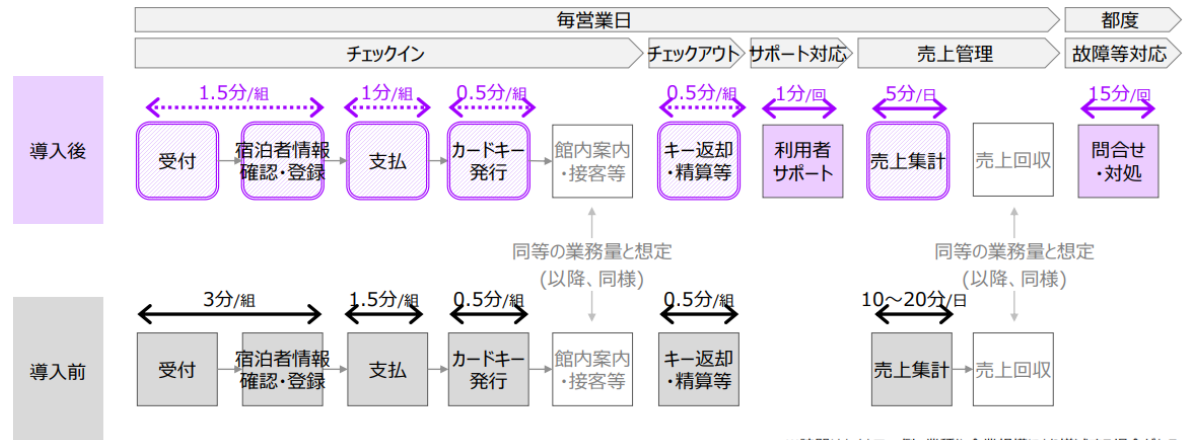 毎営業日
都度
チェックイン
チェックアウト
サポート対応
売上管理
故障等対応
導入後
1.5分/組
1分/組
0.5分/組
0.5分/組
1分/回
5分/日
15分/回
受付
宿泊者情報
確認・登録
支払
カードキー
発行
館内案内
・接客等
キー返却
・精算等
利用者
サポート
売上集計
売上回収
問合せ
・対処
同等の業務量と想定
(以降、同様)
同等の業務量と想定
(以降、同様)
導入前
3分/組
1.5分/組
0.5分/組
0.5分/組
10～20分/日
受付
宿泊者情報
確認・登録
支払
カードキー
発行
館内案内
・接客等
キー返却
・精算等
売上集計
売上回収